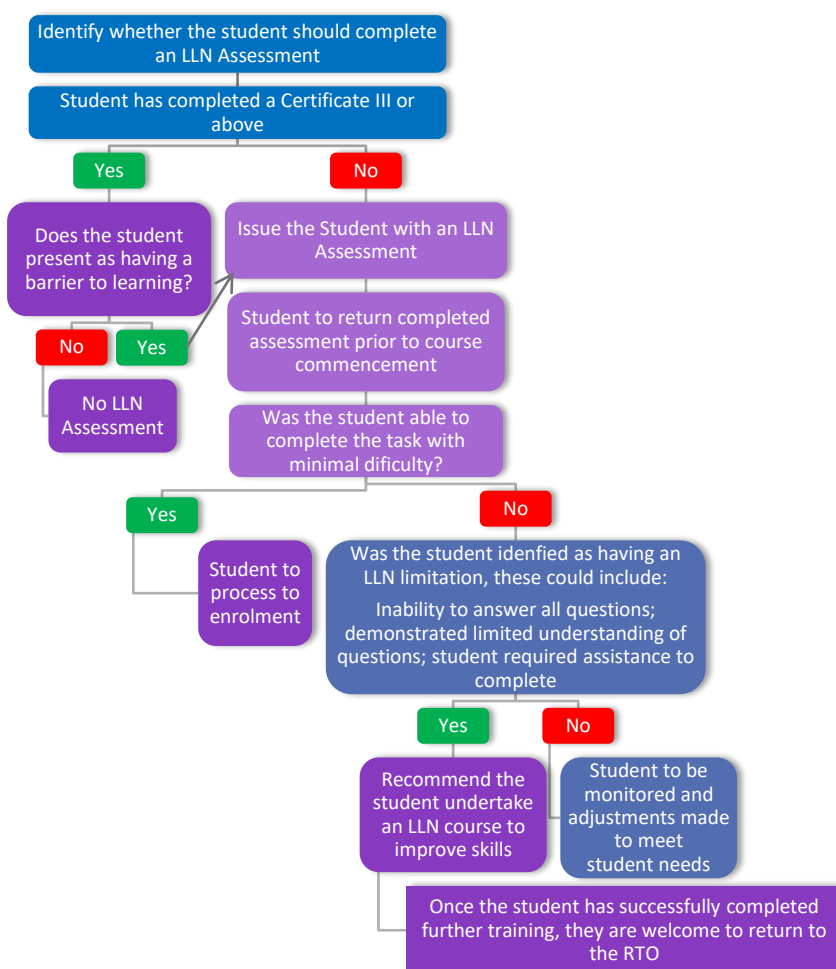 Identify whether the student should complete
an LLN Assessment
Student has completed a Certificate III or
above
Yes
No
Does the student
present as having a
barrier to learning?
Issue the Student with an LLN
Assessment
Student to return completed
assessment prior to course
commencement
No
Yes
No LLN
Assessment
Was the student able to
complete the task with
minimal dificulty?
Yes
No
Student to
process to
enrolment
Was the student idenfied as having an
LLN limitation, these could include:
Inability to answer all questions;
demonstrated limited understanding of
questions; student required assistance to
complete
Yes
No
Recommend the
student undertake
an LLN course to
improve skills
Student to be
monitored and
adjustments made
to meet
student needs
Once the student has successfully completed
further training, they are welcome to return to
the RTO